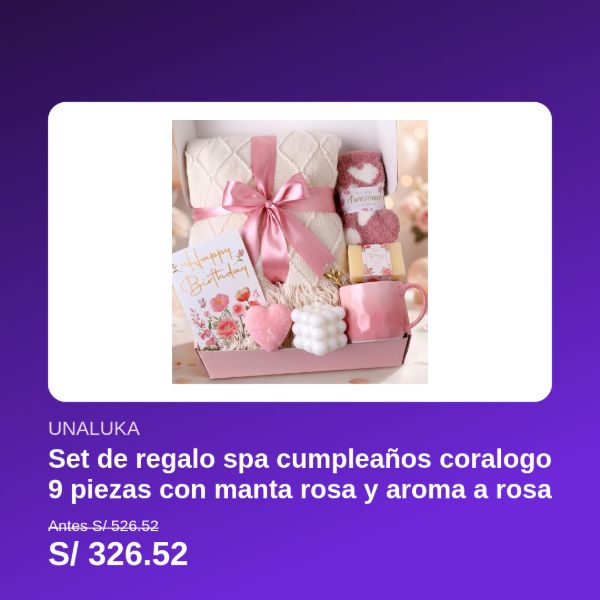 Awesome
Happy
Birthday
UNALUKA
Set de regalo spa cumpleaños coralogo
9 piezas con manta rosa y aroma a rosa
Antes S/ 526.52
S/ 326.52